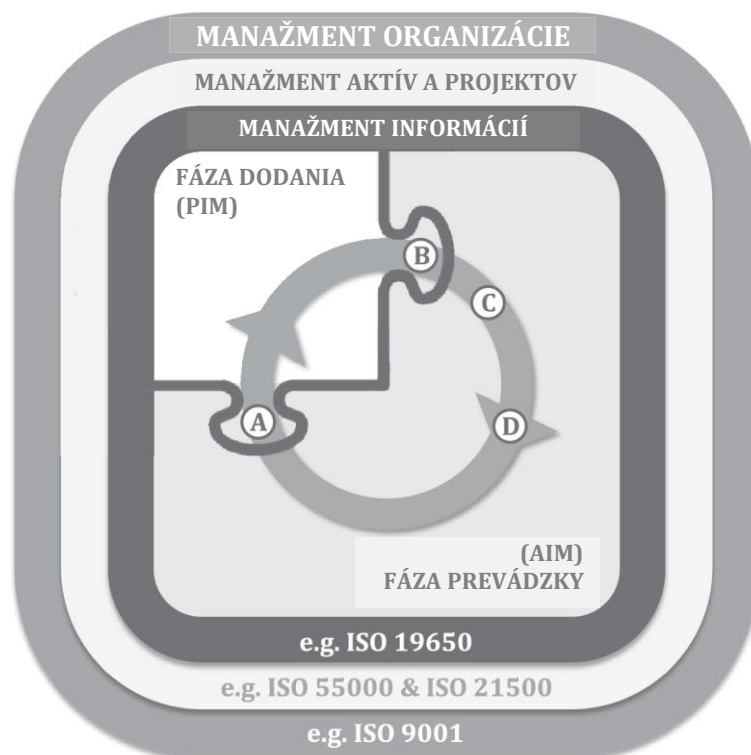 MANAŽMENT ORGANIZÁCIE
MANAŽMENT AKTÍV A PROJEKTOV
MANAŽMENT INFORMÁCIÍ
FÁZA DODANIA
(PIM)
B
C
A
D
(AIM)
FÁZA PREVÁDZKY
e.g. ISO 19650
e.g. ISO 55000 & ISO 21500
e.g. ISO 9001